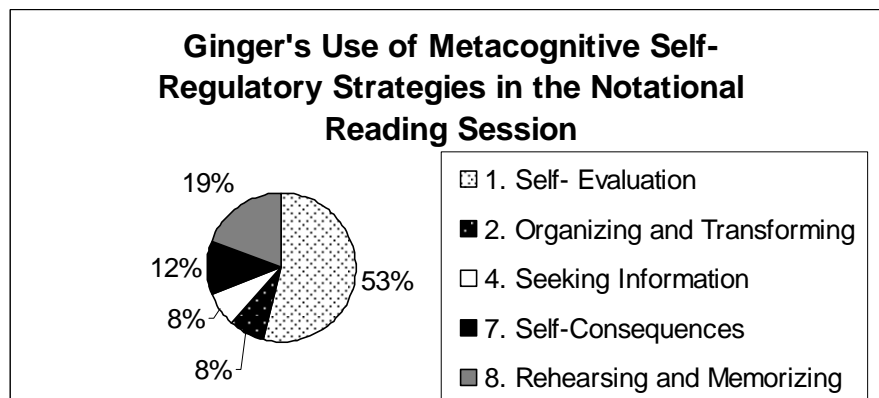 Ginger's Use of Metacognitive Self-
Regulatory Strategies in the Notational
Reading Session
19%
12%
8%
8%
53%
1. Self- Evaluation
2. Organizing and Transforming
4. Seeking Information
7. Self-Consequences
8. Rehearsing and Memorizing